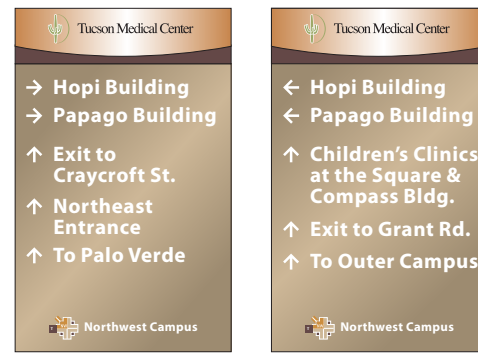 Tucson Medical Center
→ Hopi Building
→ Papago Building
↑ Exit to
Craycroft St.
↑ Northeast
Entrance
↑ To Palo Verde
Northwest Campus
Tucson Medical Center
← Hopi Building
← Papago Building
↑ Children's Clinics
at the Square &
Compass Bldg.
↑ Exit to Grant Rd.
↑ To Outer Campus
Northwest Campus